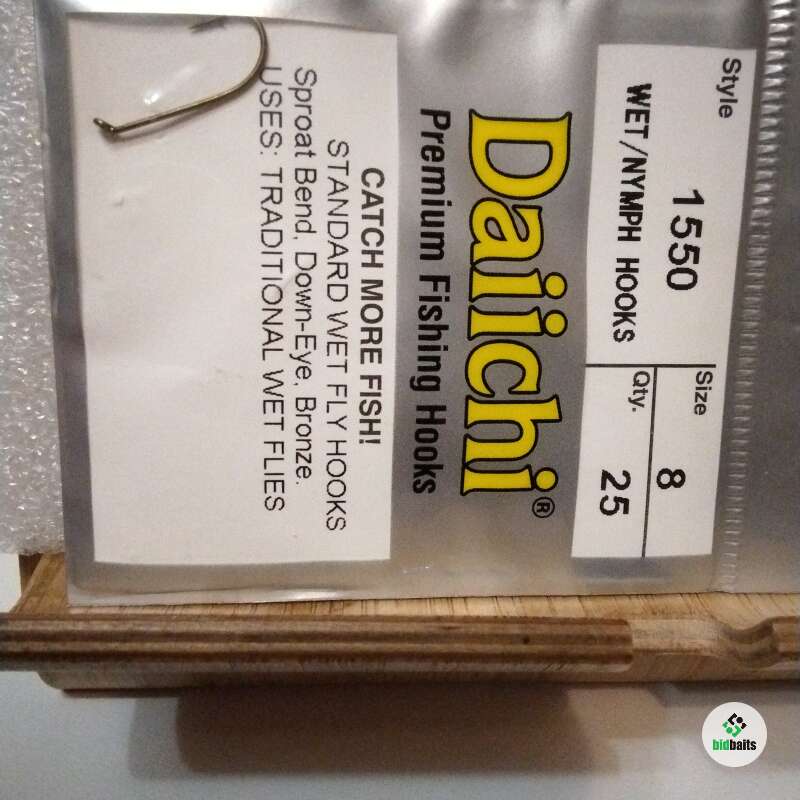 Style
1550
WET/NYMPH HOOKS
Size
8
Qty.
25
Daiichi®
Premium Fishing Hooks
CATCH MORE FISH!
STANDARD WET FLY HOOKS
Sproat Bend, Down-Eye, Bronze.
USES: TRADITIONAL WET FLIES
bidbaits